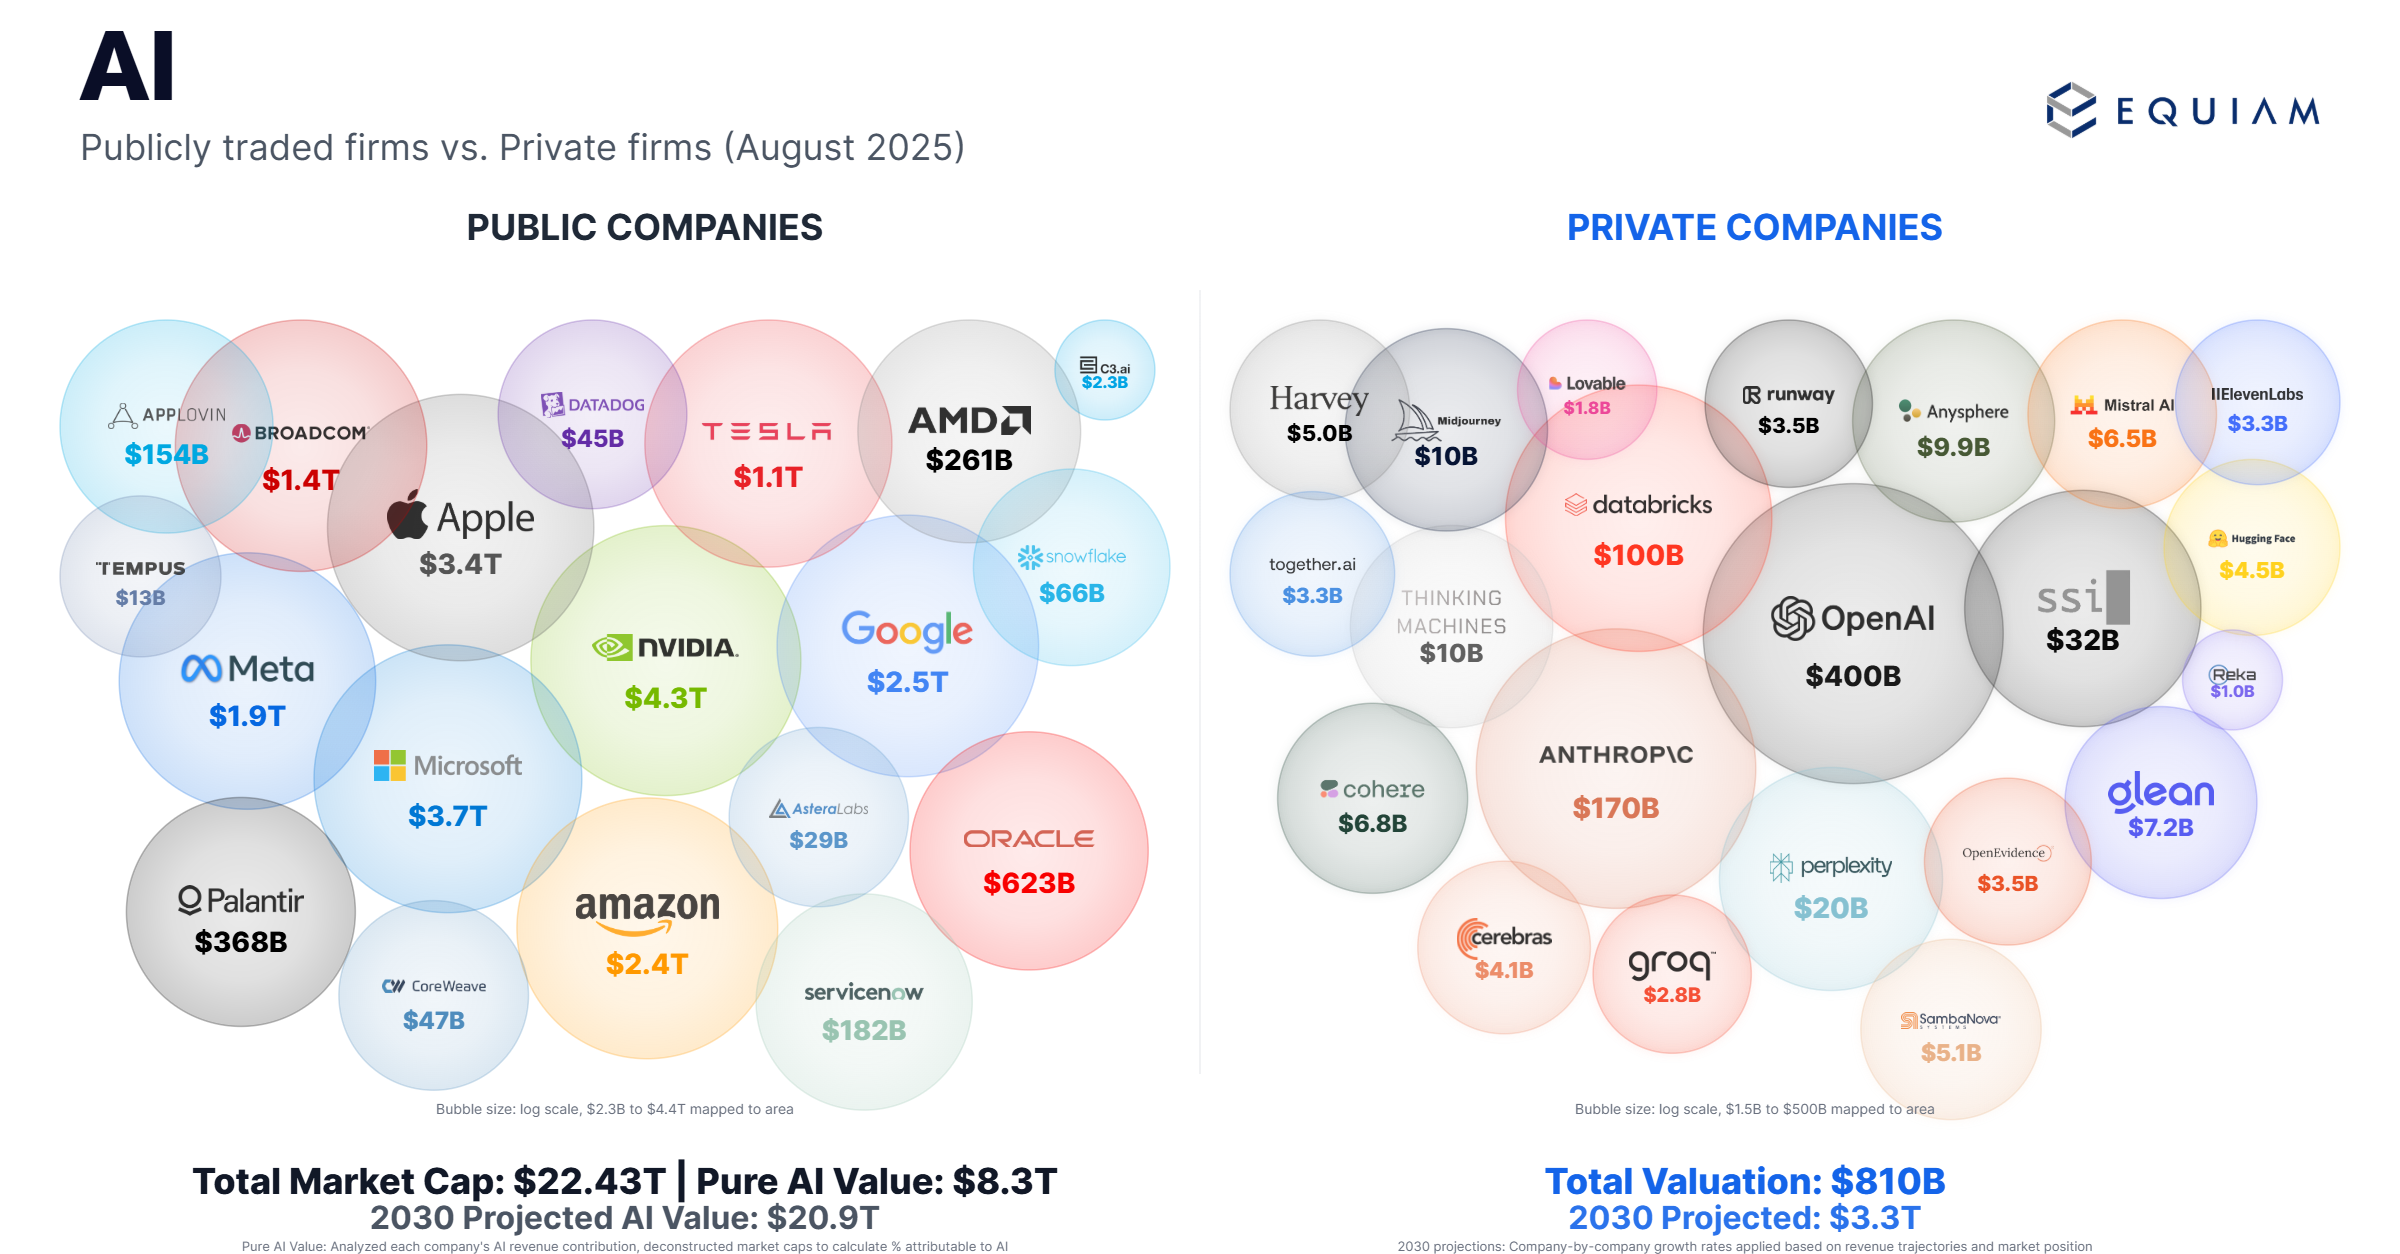 AI
Publicly traded firms vs. Private firms (August 2025)
EQUIAM
PUBLIC COMPANIES
APPLOVIN
$154B
BROADCOM
$1.4T
Apple
$3.4T
DATADOG
$45B
TESLA
$1.1T
AMD
$261B
C3.ai
$2.3B
TEMPUS
$13B
Meta
$1.9T
Microsoft
$3.7T
NVIDIA.
$4.3T
Google
$2.5T
snowflake
$66B
Palantir
$368B
CoreWeave
$47B
amazon
$2.4T
AsteraLabs
$29B
ORACLE
$623B
servicenow
$182B
Bubble size: log scale, $2.3B to $4.4T mapped to area
Total Market Cap: $22.43T | Pure AI Value: $8.3T
2030 Projected AI Value: $20.9T
Pure AI Value: Analyzed each company's AI revenue contribution, deconstructed market caps to calculate % attributable to AI
PRIVATE COMPANIES
Harvey
$5.0B
Midjourney
$10B
Lovable
$1.8B
databricks
$100B
runway
$3.5B
Anysphere
$9.9B
Mistral AI
$6.5B
IIElevenLabs
$3.3B
together.ai
$3.3B
THINKING
MACHINES
$10B
OpenAI
$400B
ssi
$32B
Hugging Face
$4.5B
Reka
$1.0B
cohere
$6.8B
ANTHROP\C
$170B
perplexity
$20B
OpenEvidence
$3.5B
glean
$7.2B
cerebras
$4.1B
groq™
$2.8B
SambaNova
SYSTEMS
$5.1B
Bubble size: log scale, $1.5B to $500B mapped to area
Total Valuation: $810B
2030 Projected: $3.3T
2030 projections: Company-by-company growth rates applied based on revenue trajectories and market position